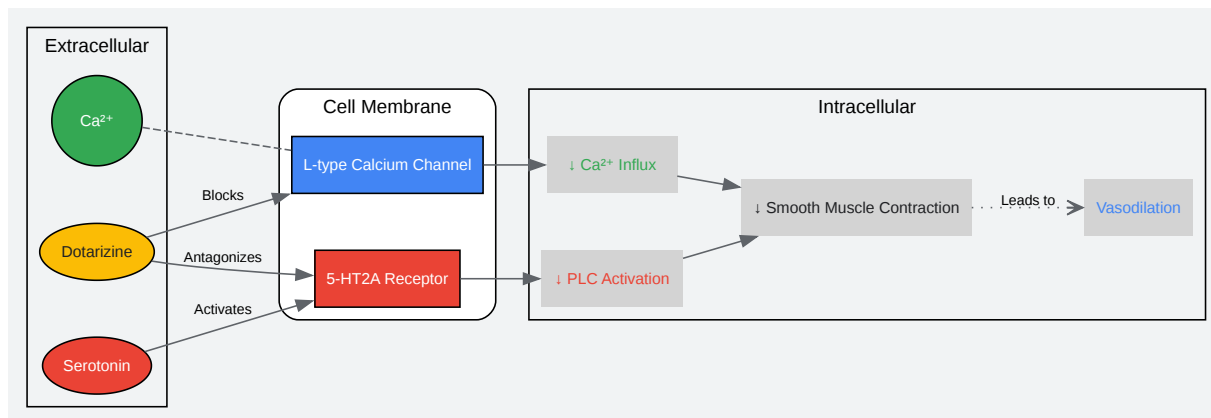 Extracellular
Ca²⁺
Dotarizine
Serotonin
Blocks
Antagonizes
Activates
Cell Membrane
L-type Calcium Channel
5-HT2A Receptor
Intracellular
↓ Ca²⁺ Influx
↓ PLC Activation
↓ Smooth Muscle Contraction
Leads to
Vasodilation